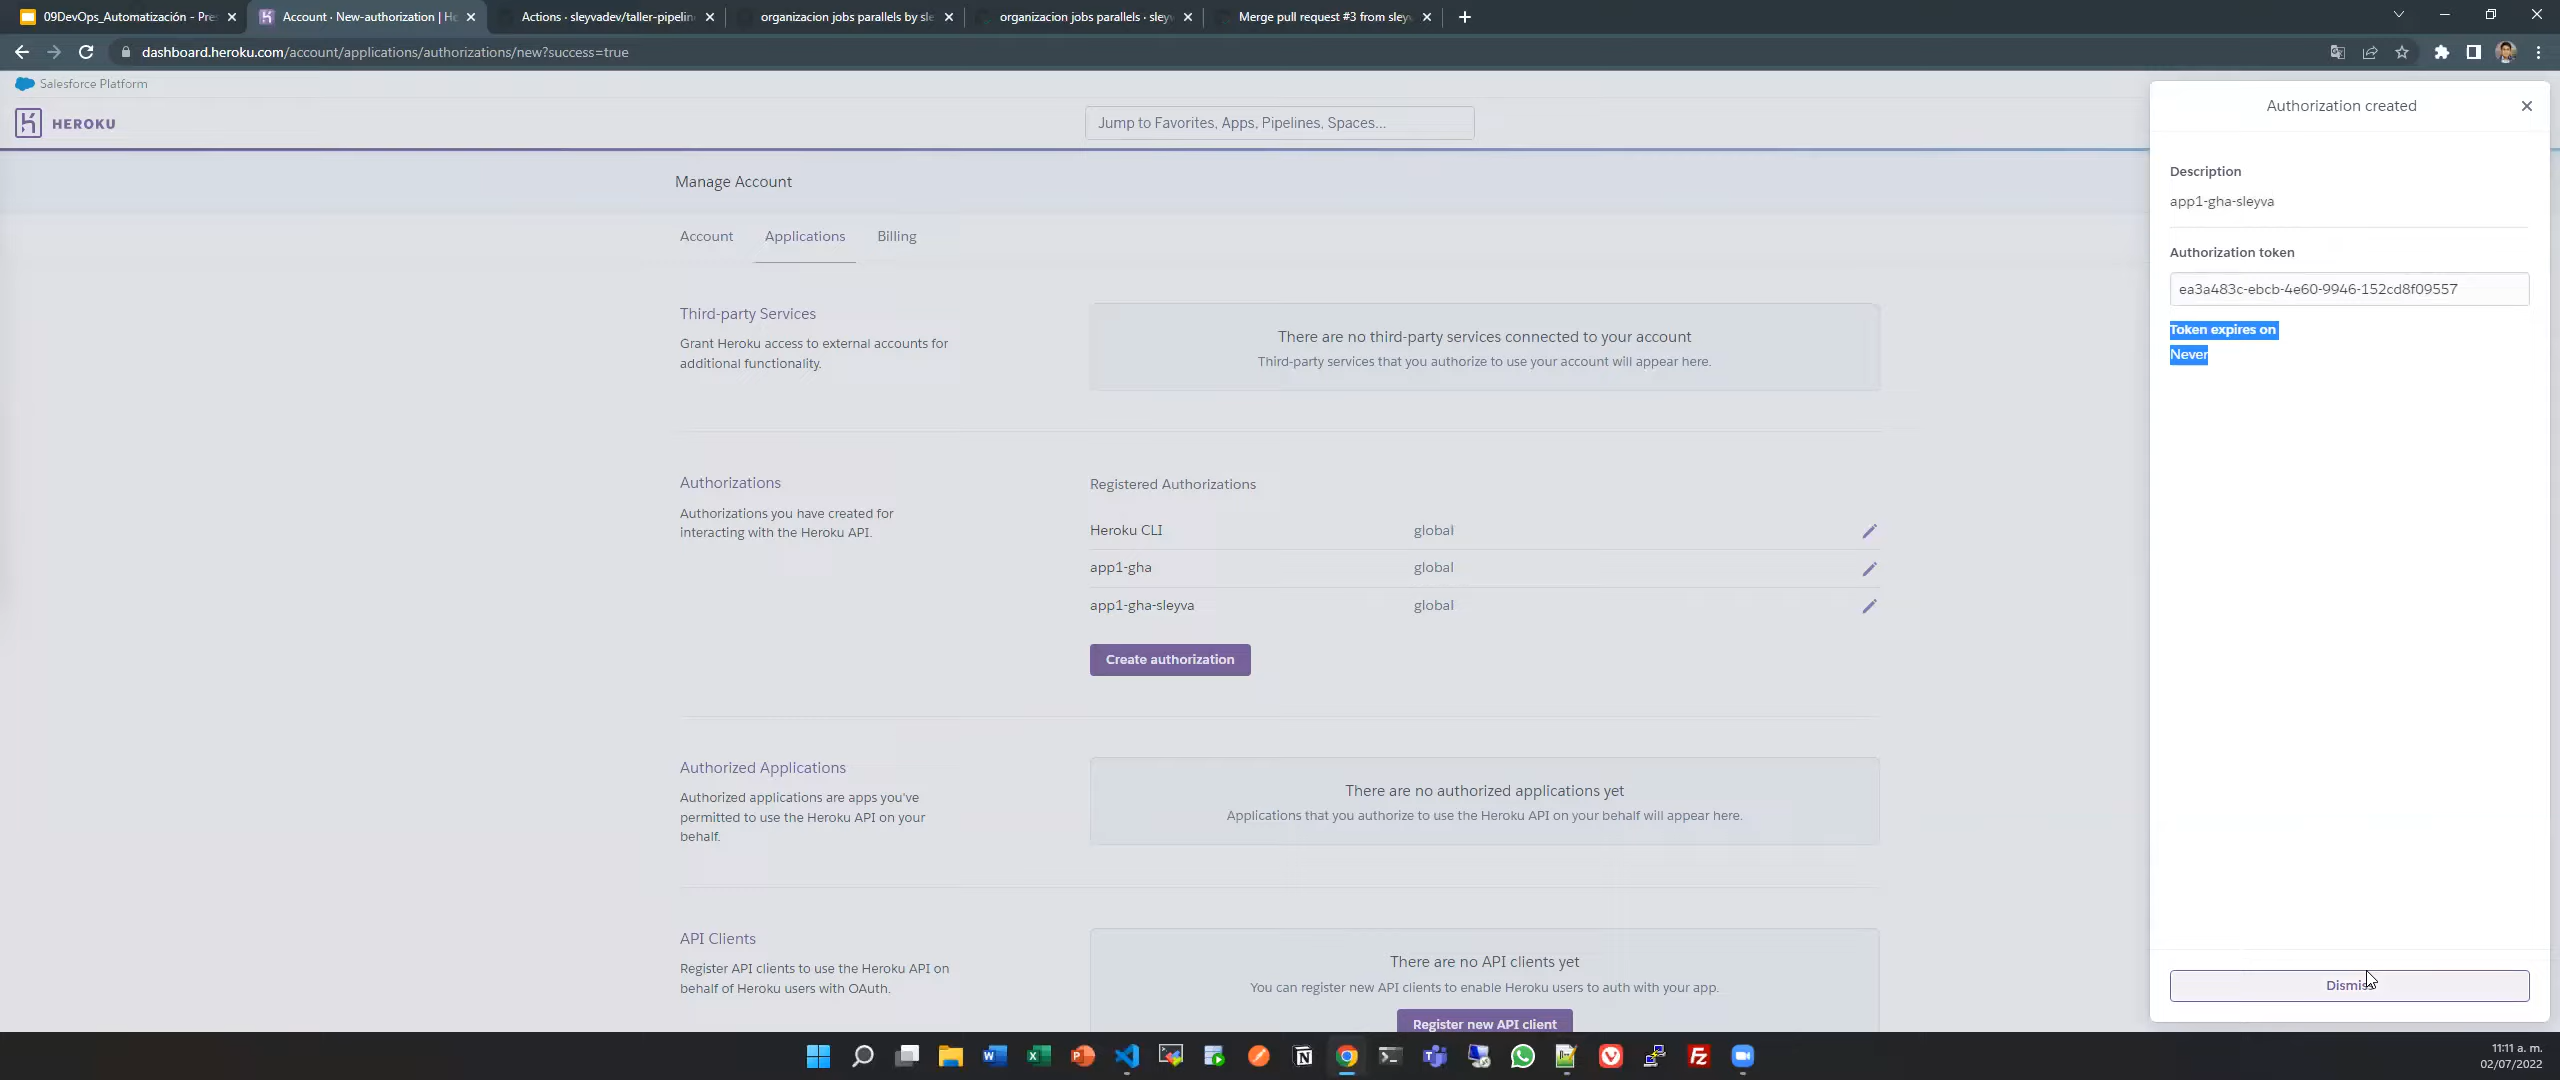 09DevOps_Automatización - Pre
Account · New-authorization | He
Actions · sleyvadev/taller-pipelin
organizacion jobs parallels by sle
organizacion jobs parallels · sley
Merge pull request #3 from sley
dashboard.heroku.com/account/applications/authorizations/new?success=true
Salesforce Platform
HEROKU
Jump to Favorites, Apps, Pipelines, Spaces...
Manage Account
Account
Applications
Billing
Third-party Services
Grant Heroku access to external accounts for
additional functionality.
There are no third-party services connected to your account
Third-party services that you authorize to use your account will appear here.
Authorizations
Authorizations you have created for
interacting with the Heroku API.
Registered Authorizations
Heroku CLI global
app1-gha global
app1-gha-sleyva global
Create authorization
Authorized Applications
Authorized applications are apps you've
permitted to use the Heroku API on your
behalf.
There are no authorized applications yet
Applications that you authorize to use the Heroku API on your behalf will appear here.
API Clients
Register API clients to use the Heroku API on
behalf of Heroku users with OAuth.
There are no API clients yet
You can register new API clients to enable Heroku users to auth with your app.
Register new API client
Authorization created
Description
app1-gha-sleyva
Authorization token
ea3a483c-ebcb-4e60-9946-152cd8f09557
Token expires on
Never
Dismiss
11:11 a. m.
02/07/2022